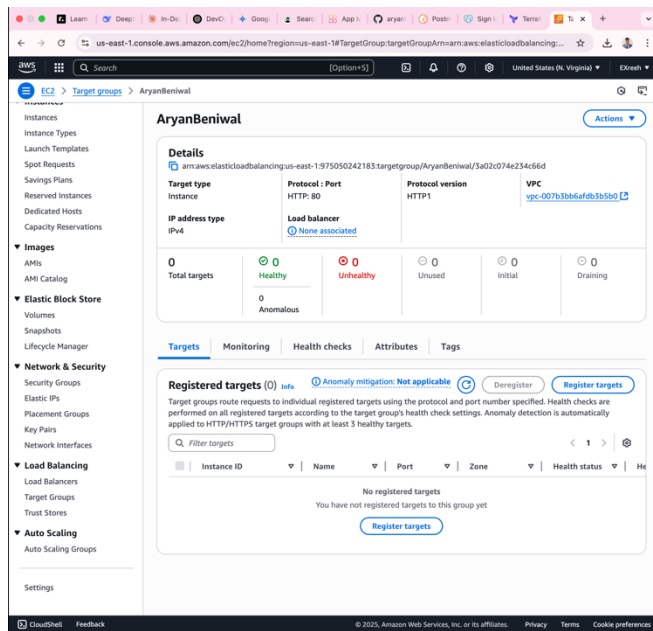 Learn
Deep:
In-De
DevO
Goog
Searc
App I
aryan
Postr
Sign i
Terraf
Ta
us-east-1.console.aws.amazon.com/ec2/home?region=us-east-1#TargetGroup:targetGroupArn=arn:aws:elasticloadbalancing:...
aws
Search
[Option+S]
United States (N. Virginia)
EXreeh
EC2 > Target groups > AryanBeniwal
Instances
Instances
Instance Types
Launch Templates
Spot Requests
Savings Plans
Reserved Instances
Dedicated Hosts
Capacity Reservations
Images
AMIs
AMI Catalog
Elastic Block Store
Volumes
Snapshots
Lifecycle Manager
Network & Security
Security Groups
Elastic IPs
Placement Groups
Key Pairs
Network Interfaces
Load Balancing
Load Balancers
Target Groups
Trust Stores
Auto Scaling
Auto Scaling Groups
Settings
AryanBeniwal
Actions
Details
arn:aws:elasticloadbalancing:us-east-1:975050242183:targetgroup/AryanBeniwal/3a02c074e234c66d
Target type
Instance
Protocol : Port
HTTP: 80
Protocol version
HTTP1
VPC
vpc-007b3bb6afdb3b5b0
IP address type
IPv4
Load balancer
None associated
0
Total targets
0
Healthy
0
Unhealthy
0
Unused
0
Initial
0
Draining
0
Anomalous
Targets
Monitoring
Health checks
Attributes
Tags
Registered targets (0) Info
Anomaly mitigation: Not applicable
Deregister
Register targets
Target groups route requests to individual registered targets using the protocol and port number specified. Health checks are
performed on all registered targets according to the target group's health check settings. Anomaly detection is automatically
applied to HTTP/HTTPS target groups with at least 3 healthy targets.
Filter targets
1
Instance ID
Name
Port
Zone
Health status
He
No registered targets
You have not registered targets to this group yet
Register targets
CloudShell
Feedback
© 2025, Amazon Web Services, Inc. or its affiliates.
Privacy
Terms
Cookie preferences